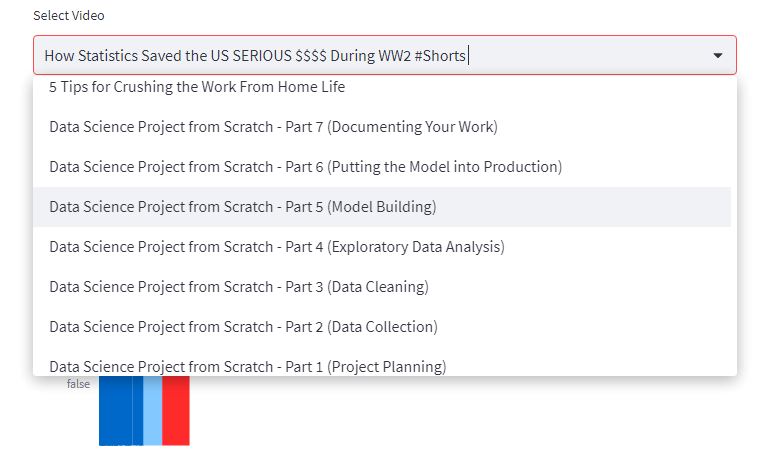 Select Video
How Statistics Saved the US SERIOUS $$$$ During WW2 #Shorts
5 Tips for Crushing the Work From Home Life
Data Science Project from Scratch - Part 7 (Documenting Your Work)
Data Science Project from Scratch - Part 6 (Putting the Model into Production)
Data Science Project from Scratch - Part 5 (Model Building)
Data Science Project from Scratch - Part 4 (Exploratory Data Analysis)
Data Science Project from Scratch - Part 3 (Data Cleaning)
Data Science Project from Scratch - Part 2 (Data Collection)
Data Science Project from Scratch - Part 1 (Project Planning)
false